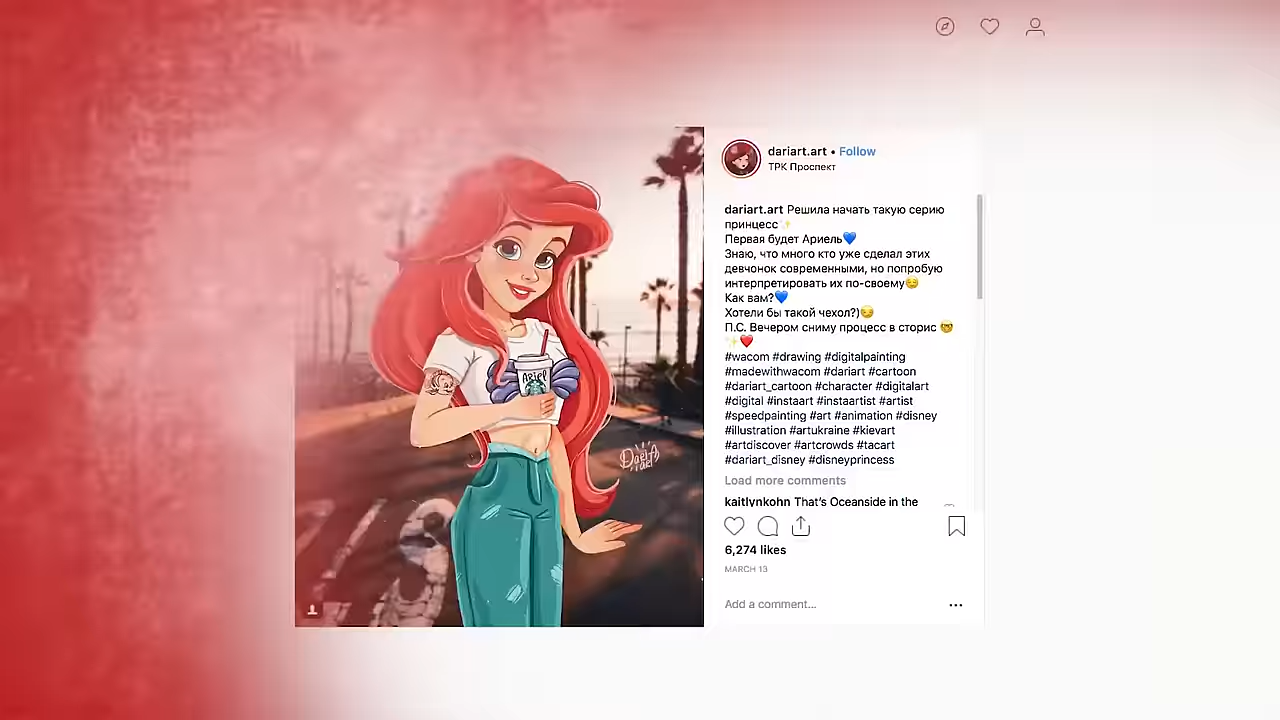 dariart.art • Follow
ТРК Проспект
dariart.art Решила начать такую серию
принцесс✨
Первая будет Ариель💙
Знаю, что много кто уже сделал этих
девчонок современными, но попробую
интерпретировать их по-своему😏
Как вам?💙
Хотели бы такой чехол?)😏
П.С. Вечером сниму процесс в сторис 🤓
✨❤️
#wacom #drawing #digitalpainting
#madewithwacom #dariart #cartoon
#dariart_cartoon #character #digitalart
#digital #instaart #instaartist #artist
#speedpainting #art #animation #disney
#illustration #artukraine #kievart
#artdiscover #artcrowds #tacart
#dariart_disney #disneyprincess
Load more comments
kaitlynkohn That’s Oceanside in the
6,274 likes
MARCH 13
Add a comment...
Ariel
DariA
art